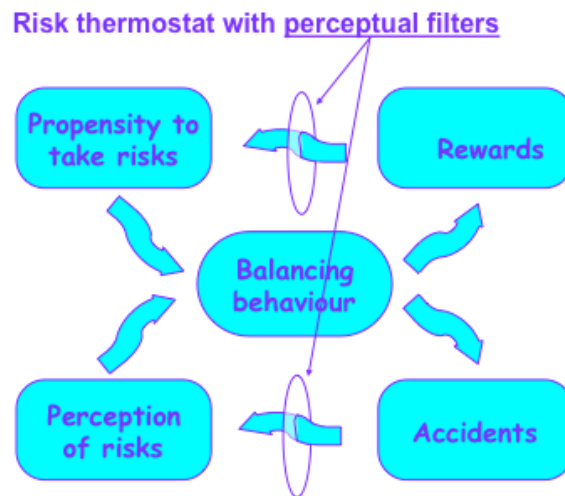 Risk thermostat with perceptual filters
Propensity to
take risks
Rewards
Balancing
behaviour
Perception
of risks
Accidents